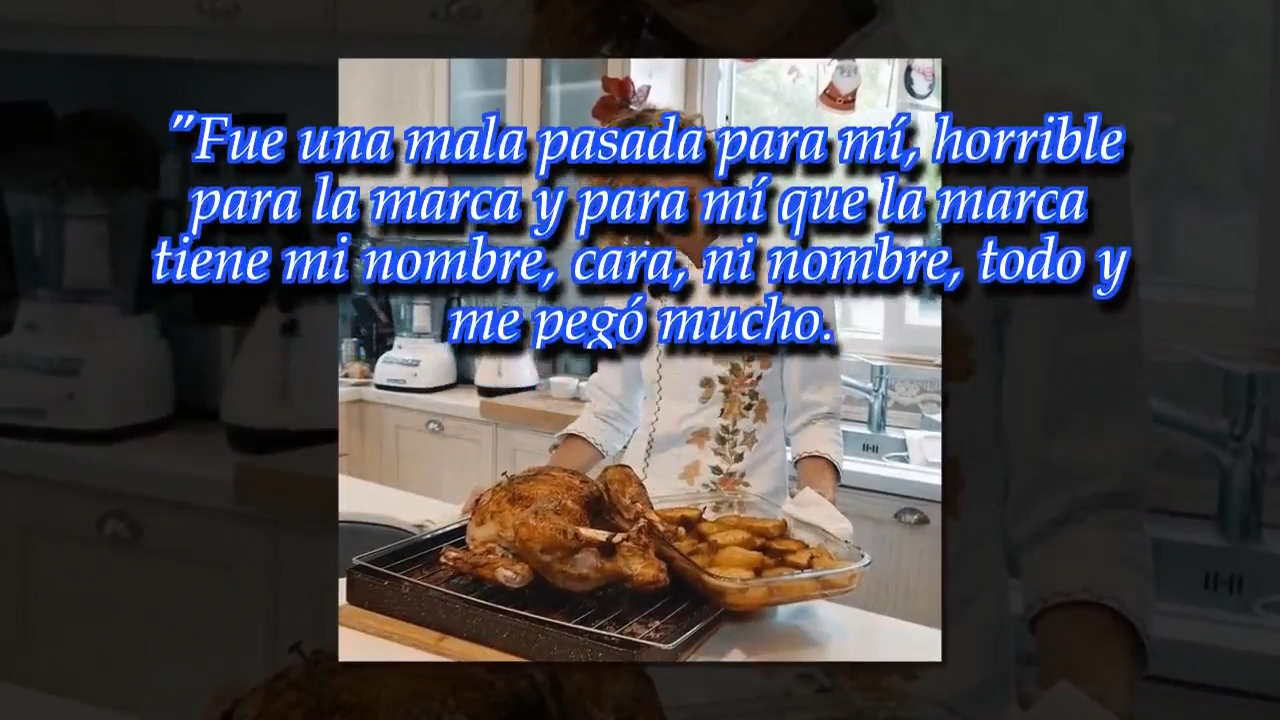 "Fue una mala pasada para mí, horrible
para la marca y para mí que la marca
tiene mi nombre, cara, ni nombre, todo y
me pegó mucho.